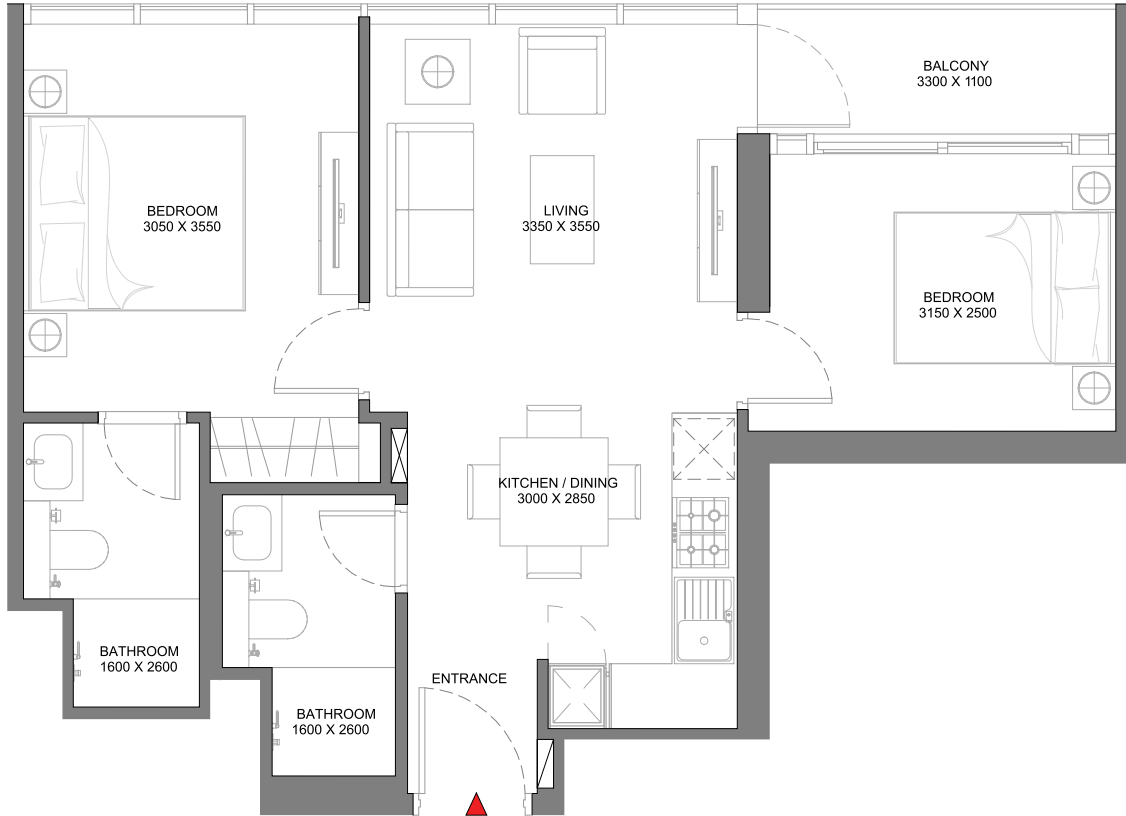 BALCONY
3300 X 1100
BEDROOM
3050 X 3550
LIVING
3350 X 3550
BEDROOM
3150 X 2500
KITCHEN / DINING
3000 X 2850
BATHROOM
1600 X 2600
ENTRANCE
BATHROOM
1600 X 2600